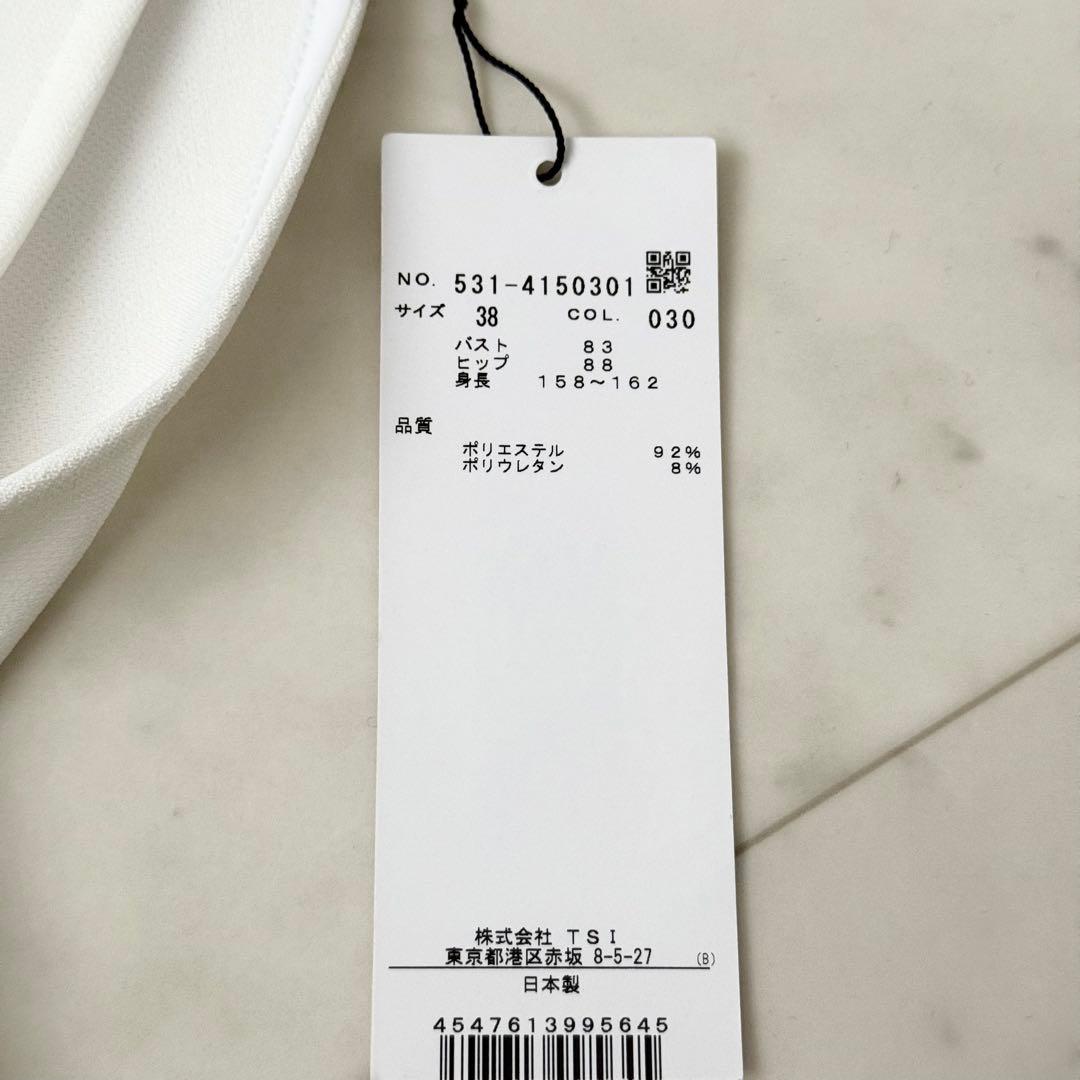 NO. 531-4150301
サイズ 38 COL. 030
バスト 83
ヒップ 88
身長 158〜162
品質
ポリエステル 92%
ポリウレタン 8%
株式会社 TSI
東京都港区赤坂 8-5-27 (B)
日本製
4547613995645